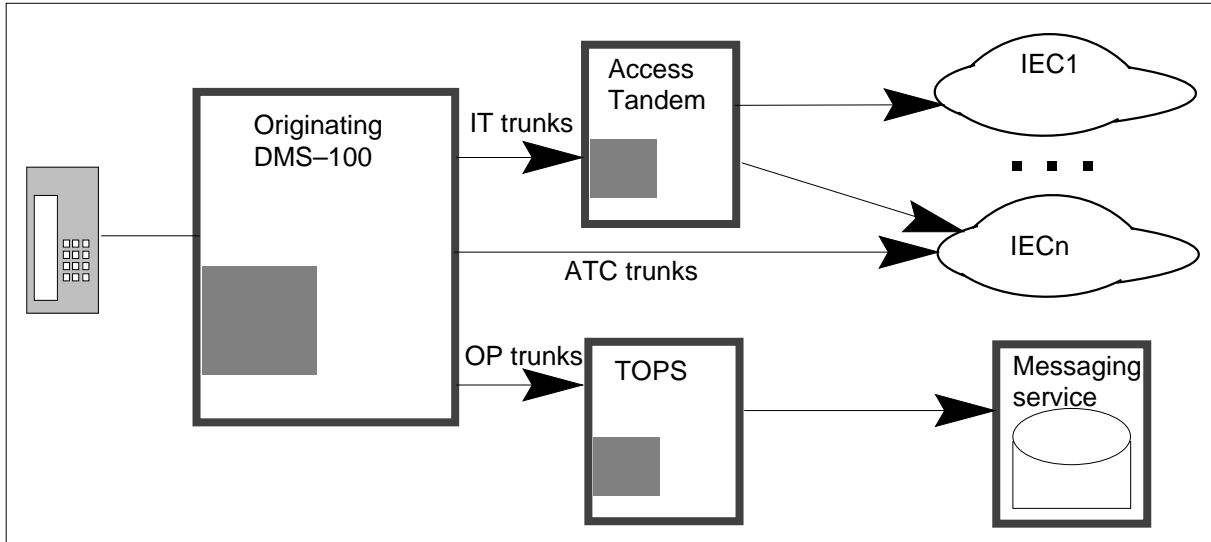 Originating
DMS–100
IT trunks
Access
Tandem
IEC1
IECn
ATC trunks
OP trunks
TOPS
Messaging
service